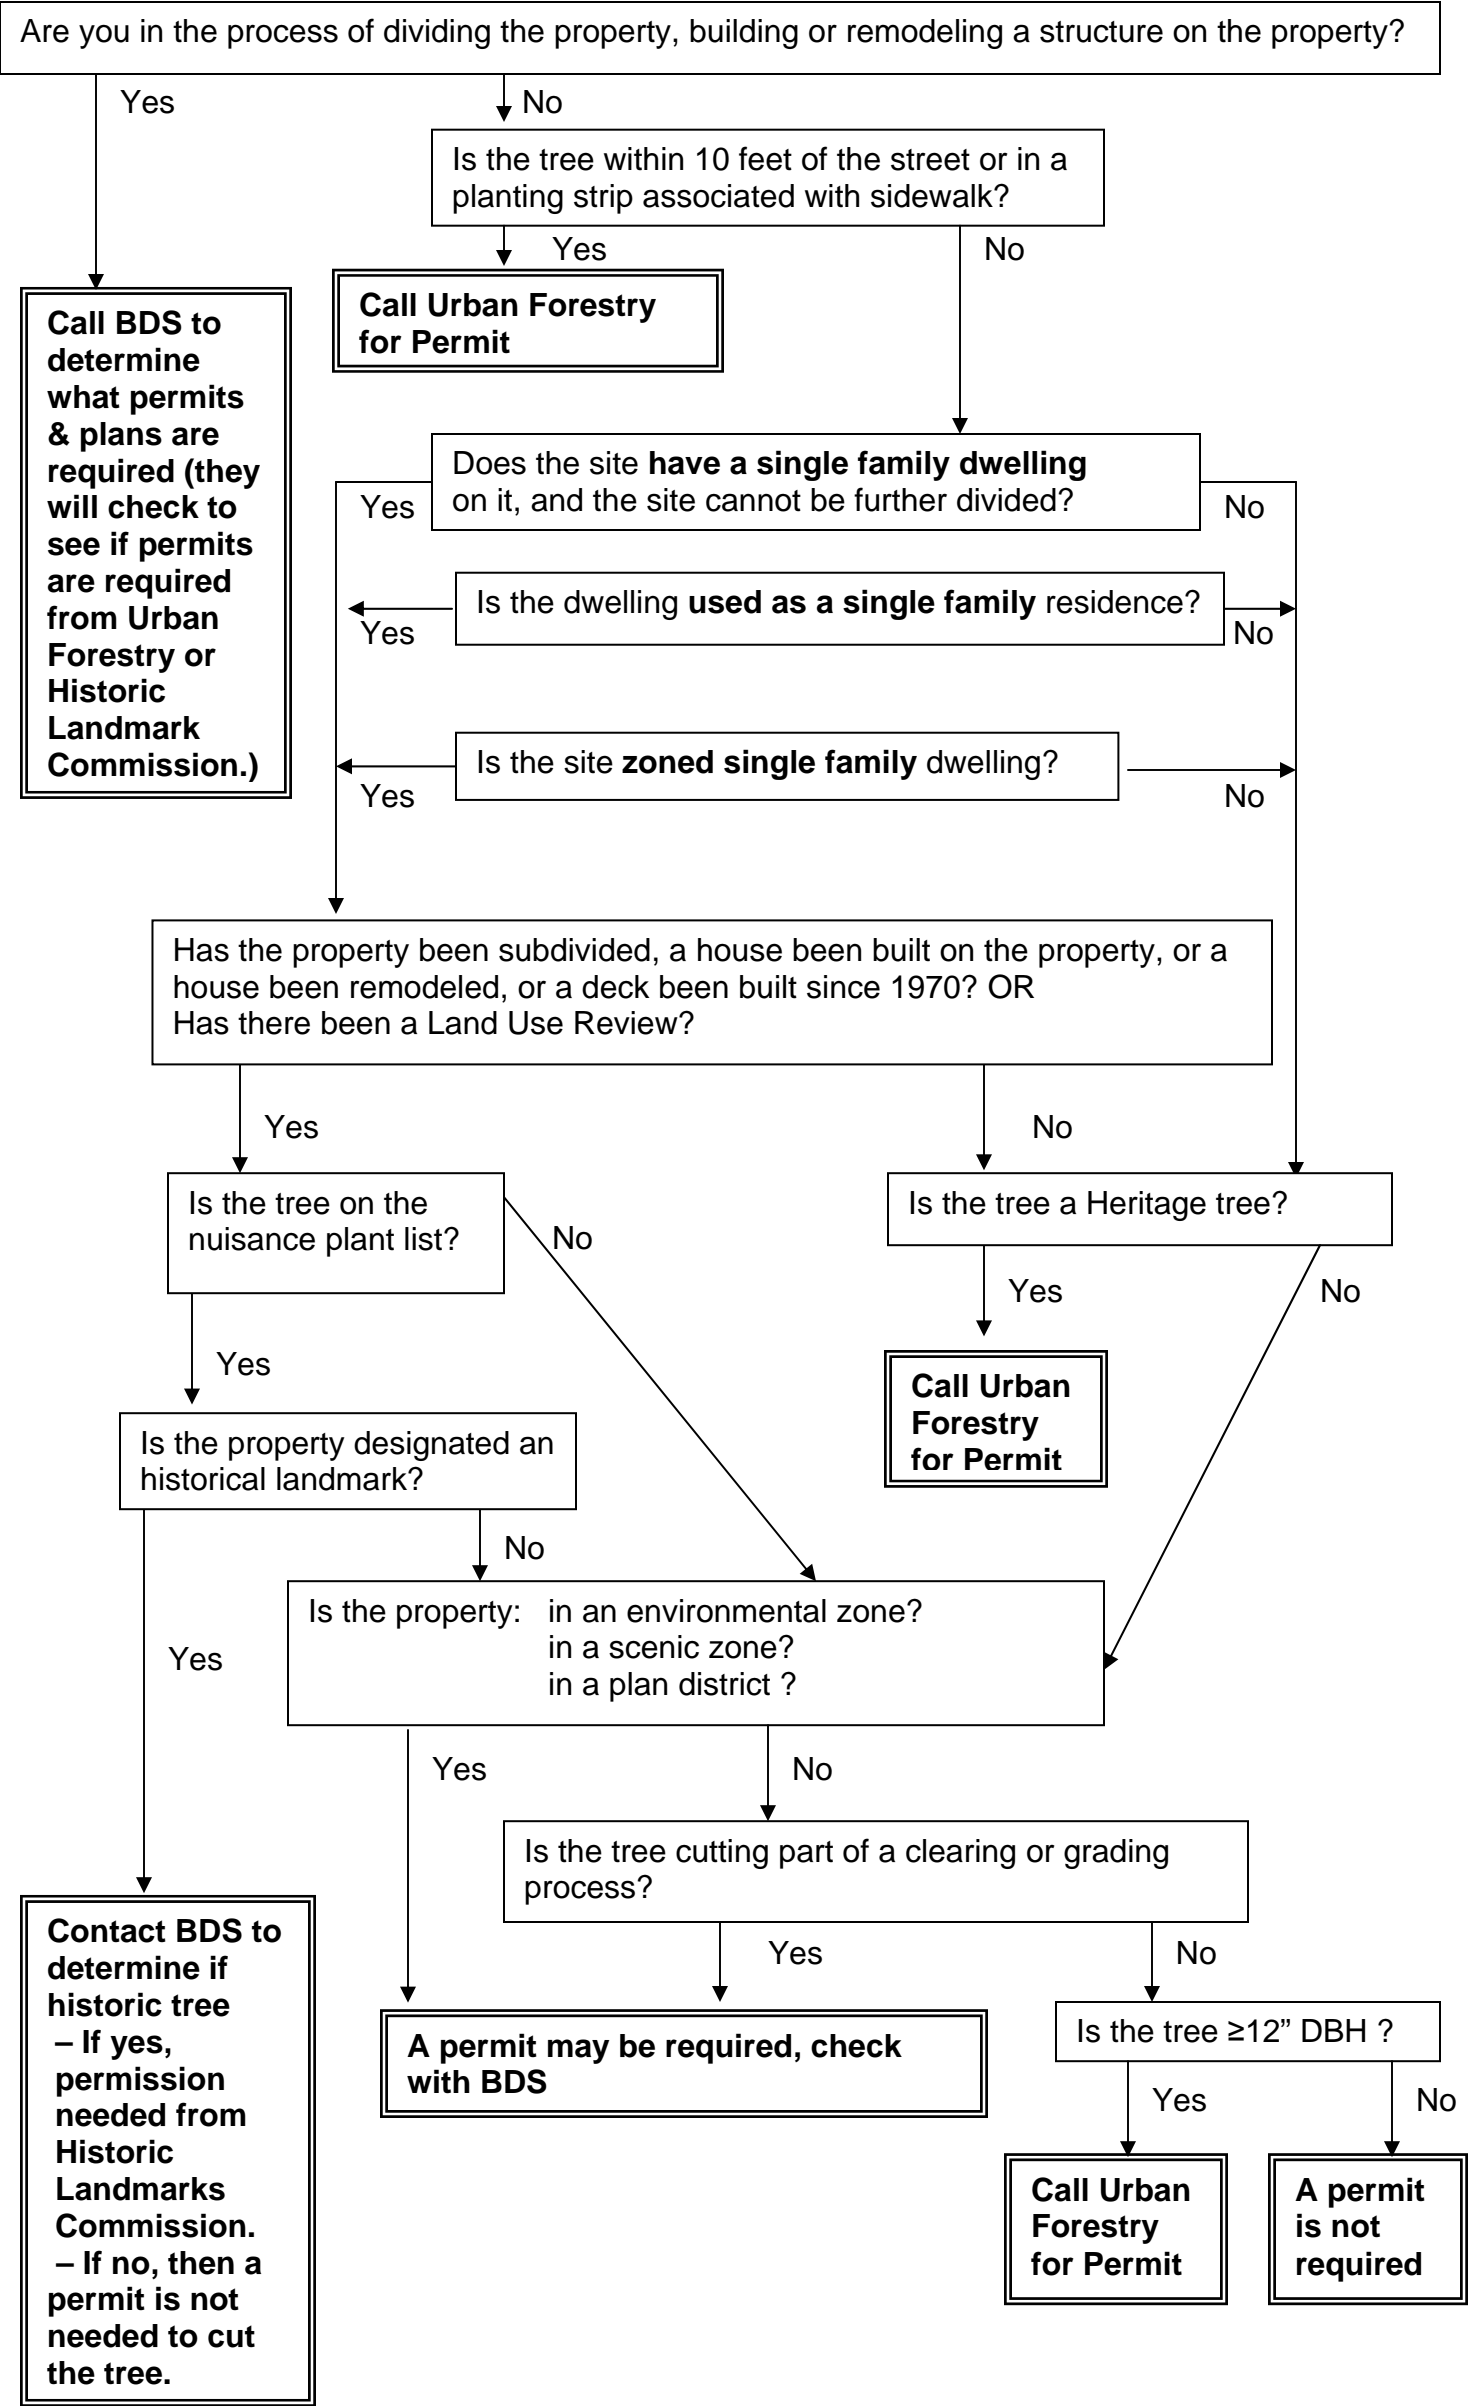 Are you in the process of dividing the property, building or remodeling a structure on the property?
Yes
No
Is the tree within 10 feet of the street or in a
planting strip associated with sidewalk?
Yes
No
Call Urban Forestry
for Permit
Call BDS to
determine
what permits
& plans are
required (they
will check to
see if permits
are required
from Urban
Forestry or
Historic
Landmark
Commission.)
Does the site have a single family dwelling
on it, and the site cannot be further divided?
Yes
No
Is the dwelling used as a single family residence?
Yes
No
Is the site zoned single family dwelling?
Yes
No
Has the property been subdivided, a house been built on the property, or a
house been remodeled, or a deck been built since 1970? OR
Has there been a Land Use Review?
Yes
No
Is the tree on the
nuisance plant list?
No
Is the tree a Heritage tree?
Yes
No
Yes
Call Urban
Forestry
for Permit
Is the property designated an
historical landmark?
No
Yes
Is the property: in an environmental zone?
in a scenic zone?
in a plan district ?
Yes
No
Is the tree cutting part of a clearing or grading
process?
Yes
No
Contact BDS to
determine if
historic tree
– If yes,
permission
needed from
Historic
Landmarks
Commission.
– If no, then a
permit is not
needed to cut
the tree.
A permit may be required, check
with BDS
Is the tree ≥12” DBH ?
Yes
No
Call Urban
Forestry
for Permit
A permit
is not
required